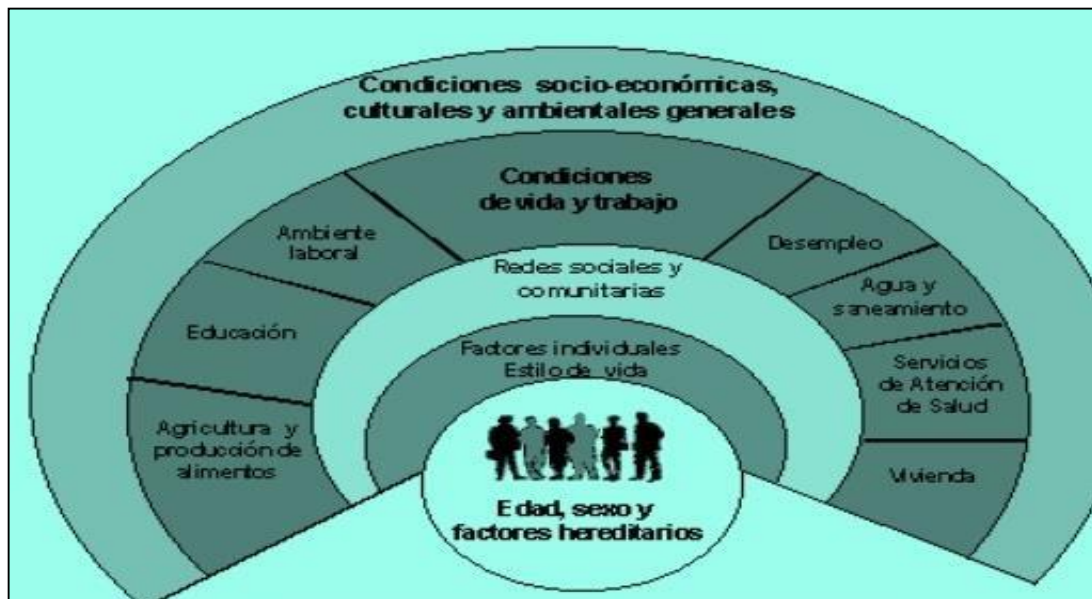 Condiciones socio-económicas,
culturales y ambientales generales
Condiciones
de vida y trabajo
Ambiente
laboral
Desempleo
Redes sociales y
comunitarias
Agua y
saneamiento
Educación
Factores individuales
Estilo de vida
Servicios
de Atención
de Salud
Agricultura y
producción de
alimentos
Vivienda
Edad, sexo y
factores hereditarios